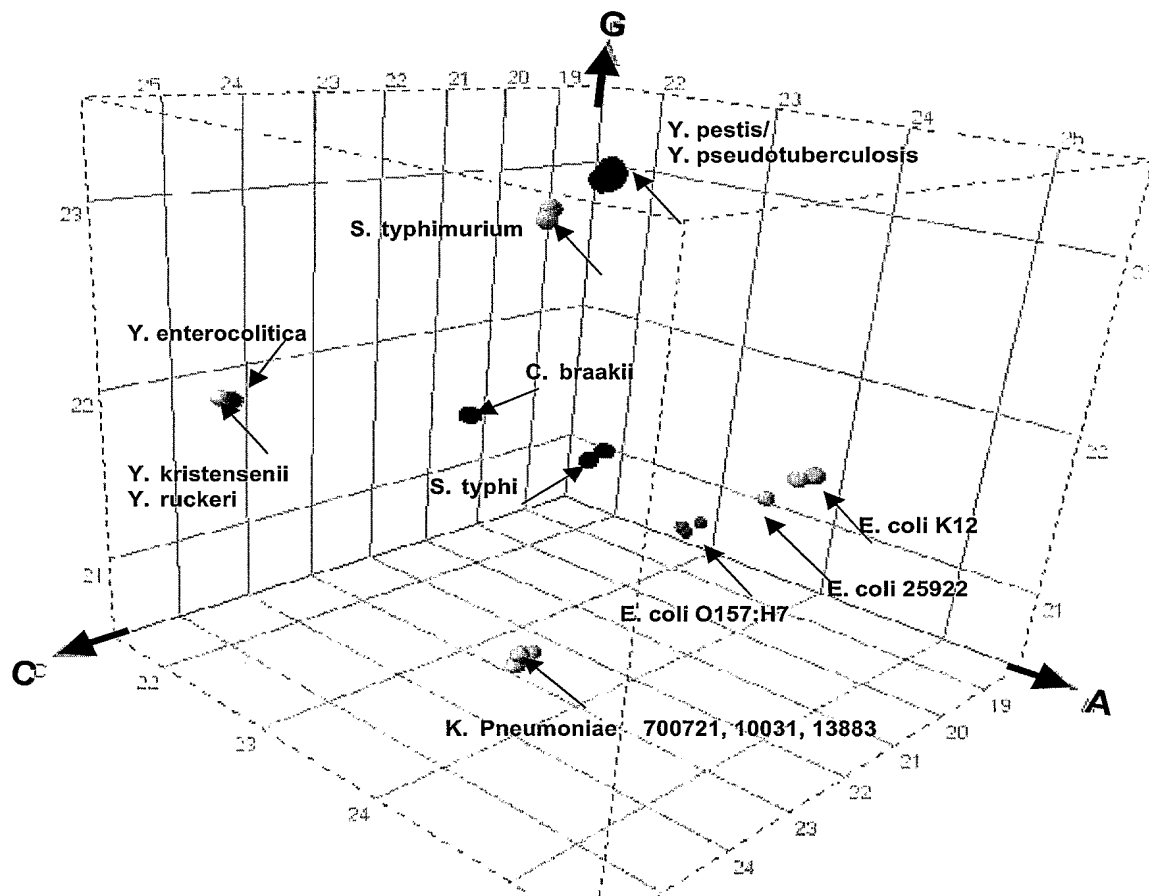 G
25 24 23 22 21 20 19 22 23 24
Y. pestis/
Y. pseudotuberculosis
23
S. typhimurium
Y. enterocolitica
C. braakii
22
22
Y. kristensenii
Y. ruckeri
S. typhi
E. coli K12
21
E. coli 25922
21
E. coli O157:H7
C
22
19
A
20
23
K. Pneumoniae 700721, 10031, 13883
21
22
24
23
24